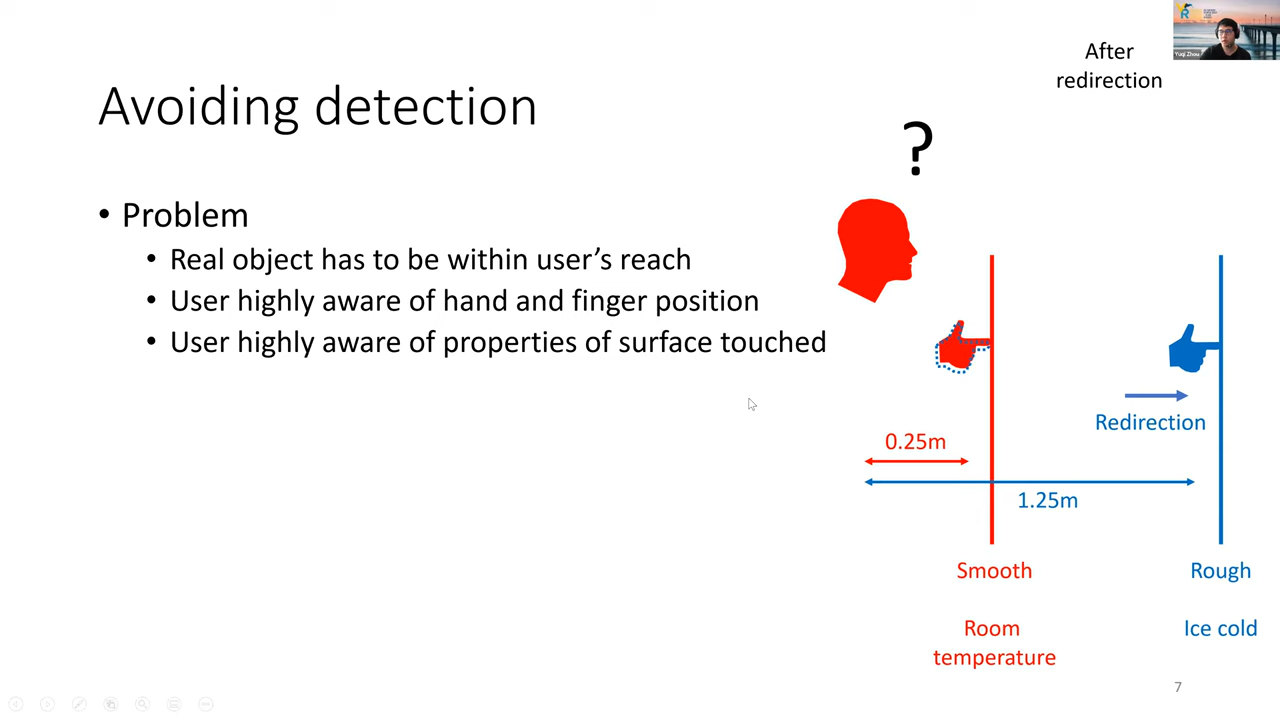 Avoiding detection
• Problem
• Real object has to be within user’s reach
• User highly aware of hand and finger position
• User highly aware of properties of surface touched
After
redirection
Yuqi Zhou
?
Redirection
0.25m
1.25m
Smooth
Rough
Room
temperature
Ice cold
7